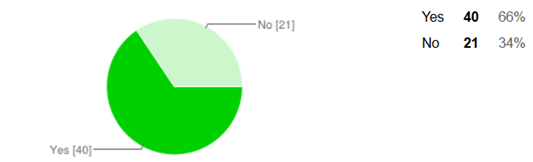 No [21]
Yes [40]
Yes 40 66%
No 21 34%